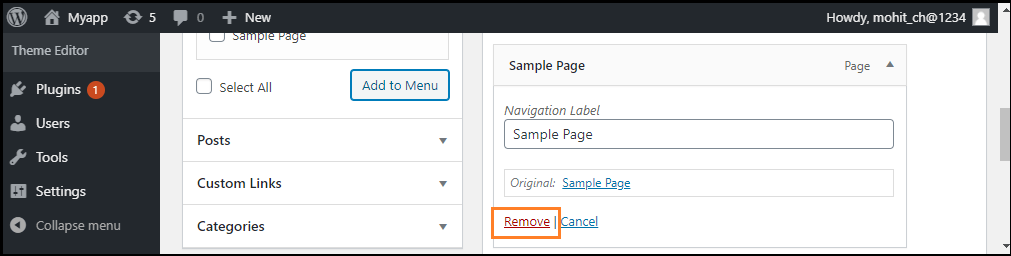 Myapp 5 0 + New Howdy, mohit_ch@1234
Theme Editor
Plugins 1
Users
Tools
Settings
Collapse menu
Sample Page
Select All Add to Menu
Posts
Custom Links
Categories
Sample Page Page
Navigation Label
Sample Page
Original: Sample Page
Remove | Cancel